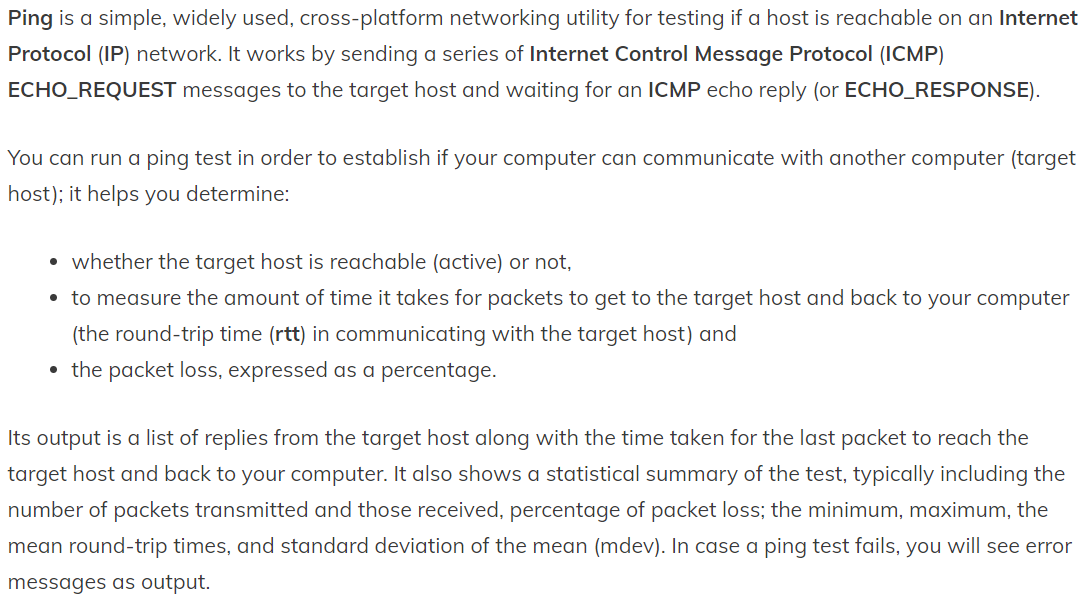 Ping is a simple, widely used, cross-platform networking utility for testing if a host is reachable on an Internet
Protocol (IP) network. It works by sending a series of Internet Control Message Protocol (ICMP)
ECHO_REQUEST messages to the target host and waiting for an ICMP echo reply (or ECHO_RESPONSE).
You can run a ping test in order to establish if your computer can communicate with another computer (target
host); it helps you determine:
• whether the target host is reachable (active) or not,
• to measure the amount of time it takes for packets to get to the target host and back to your computer
(the round-trip time (rtt) in communicating with the target host) and
• the packet loss, expressed as a percentage.
Its output is a list of replies from the target host along with the time taken for the last packet to reach the
target host and back to your computer. It also shows a statistical summary of the test, typically including the
number of packets transmitted and those received, percentage of packet loss; the minimum, maximum, the
mean round-trip times, and standard deviation of the mean (mdev). In case a ping test fails, you will see error
messages as output.